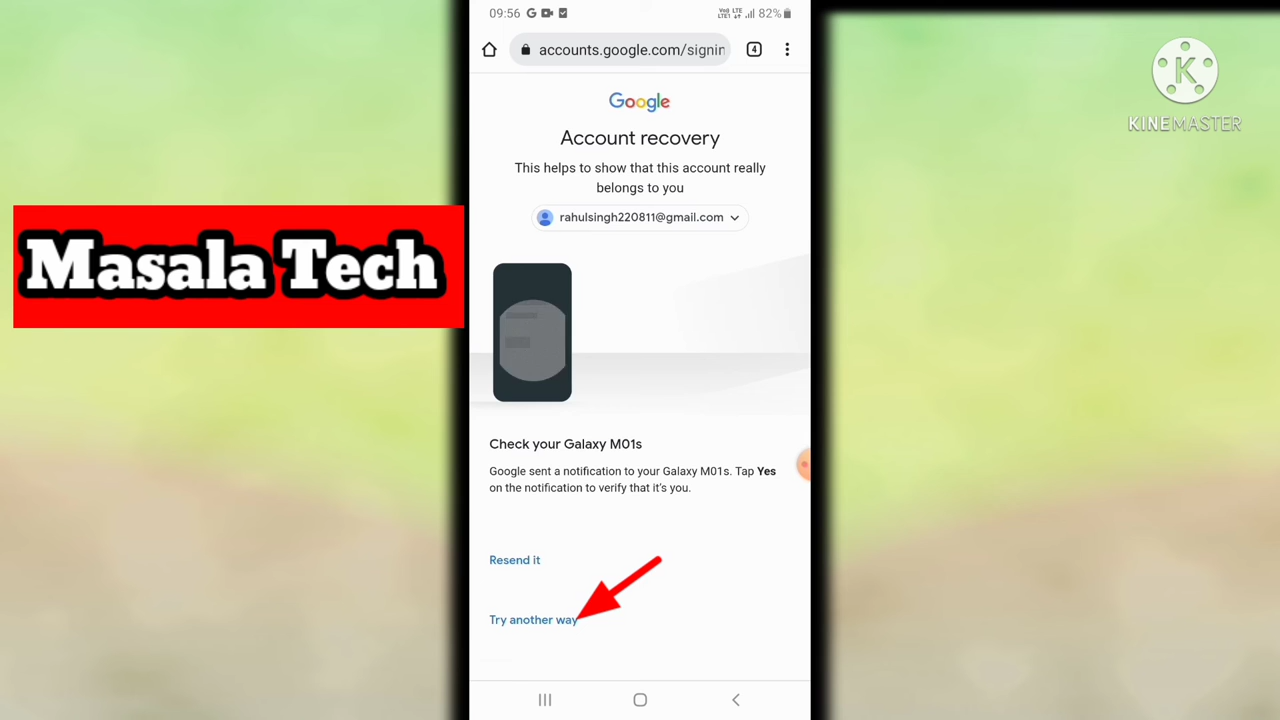 09:56
82%
accounts.google.com/signin
4
Google
Account recovery
This helps to show that this account really
belongs to you
rahulsingh220811@gmail.com
Masala Tech
Check your Galaxy M01s
Google sent a notification to your Galaxy M01s. Tap Yes
on the notification to verify that it's you.
Resend it
Try another way
K
KINEMASTER